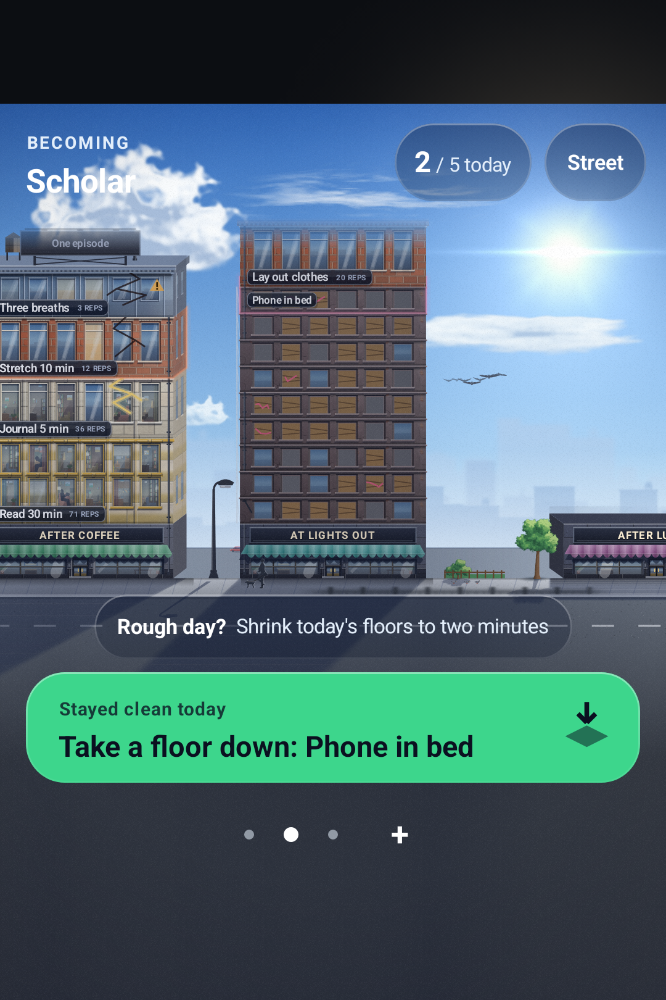 BECOMING
Scholar
2 / 5 today
Street
One episode
Three breaths 3 REPS
Stretch 10 min 12 REPS
Journal 5 min 36 REPS
Read 30 min 71 REPS
AFTER COFFEE
Lay out clothes 20 REPS
Phone in bed
AT LIGHTS OUT
AFTER LU
Rough day? Shrink today's floors to two minutes
Stayed clean today
Take a floor down: Phone in bed
+